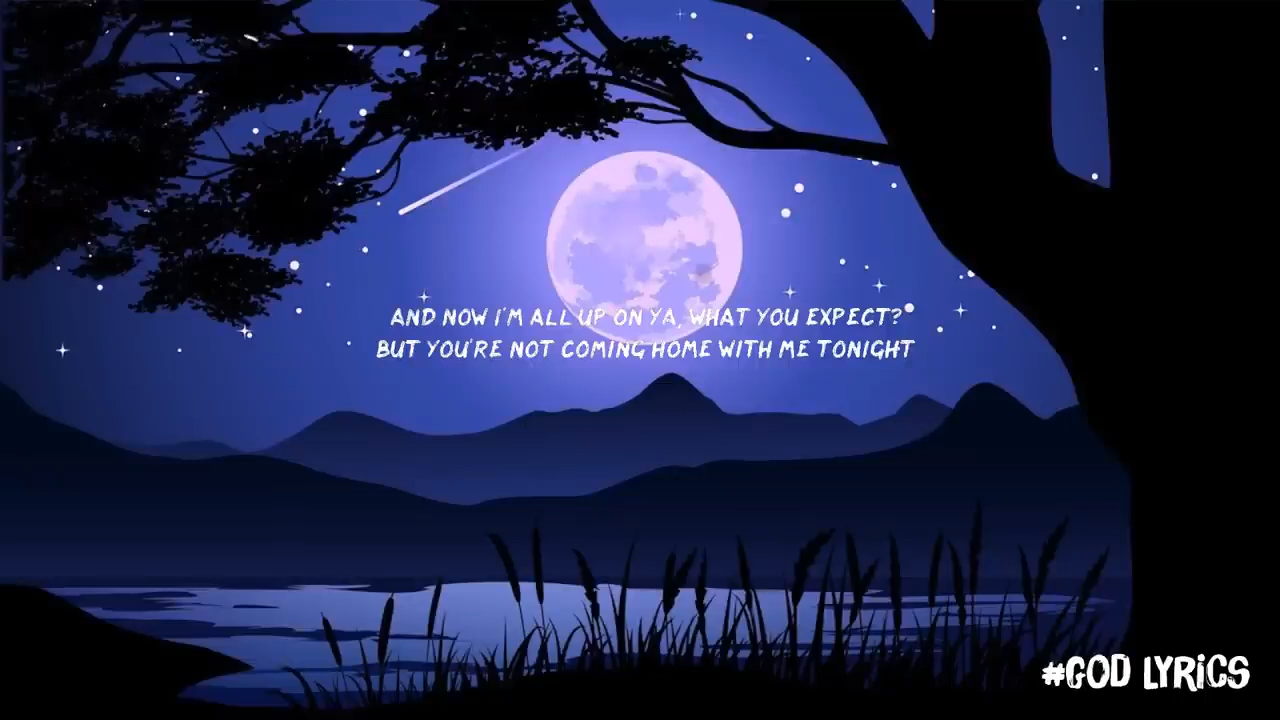 AND NOW I'M ALL UP ON YA, WHAT YOU EXPECT?
BUT YOU'RE NOT COMING HOME WITH ME TONIGHT
#GOD LYRICS